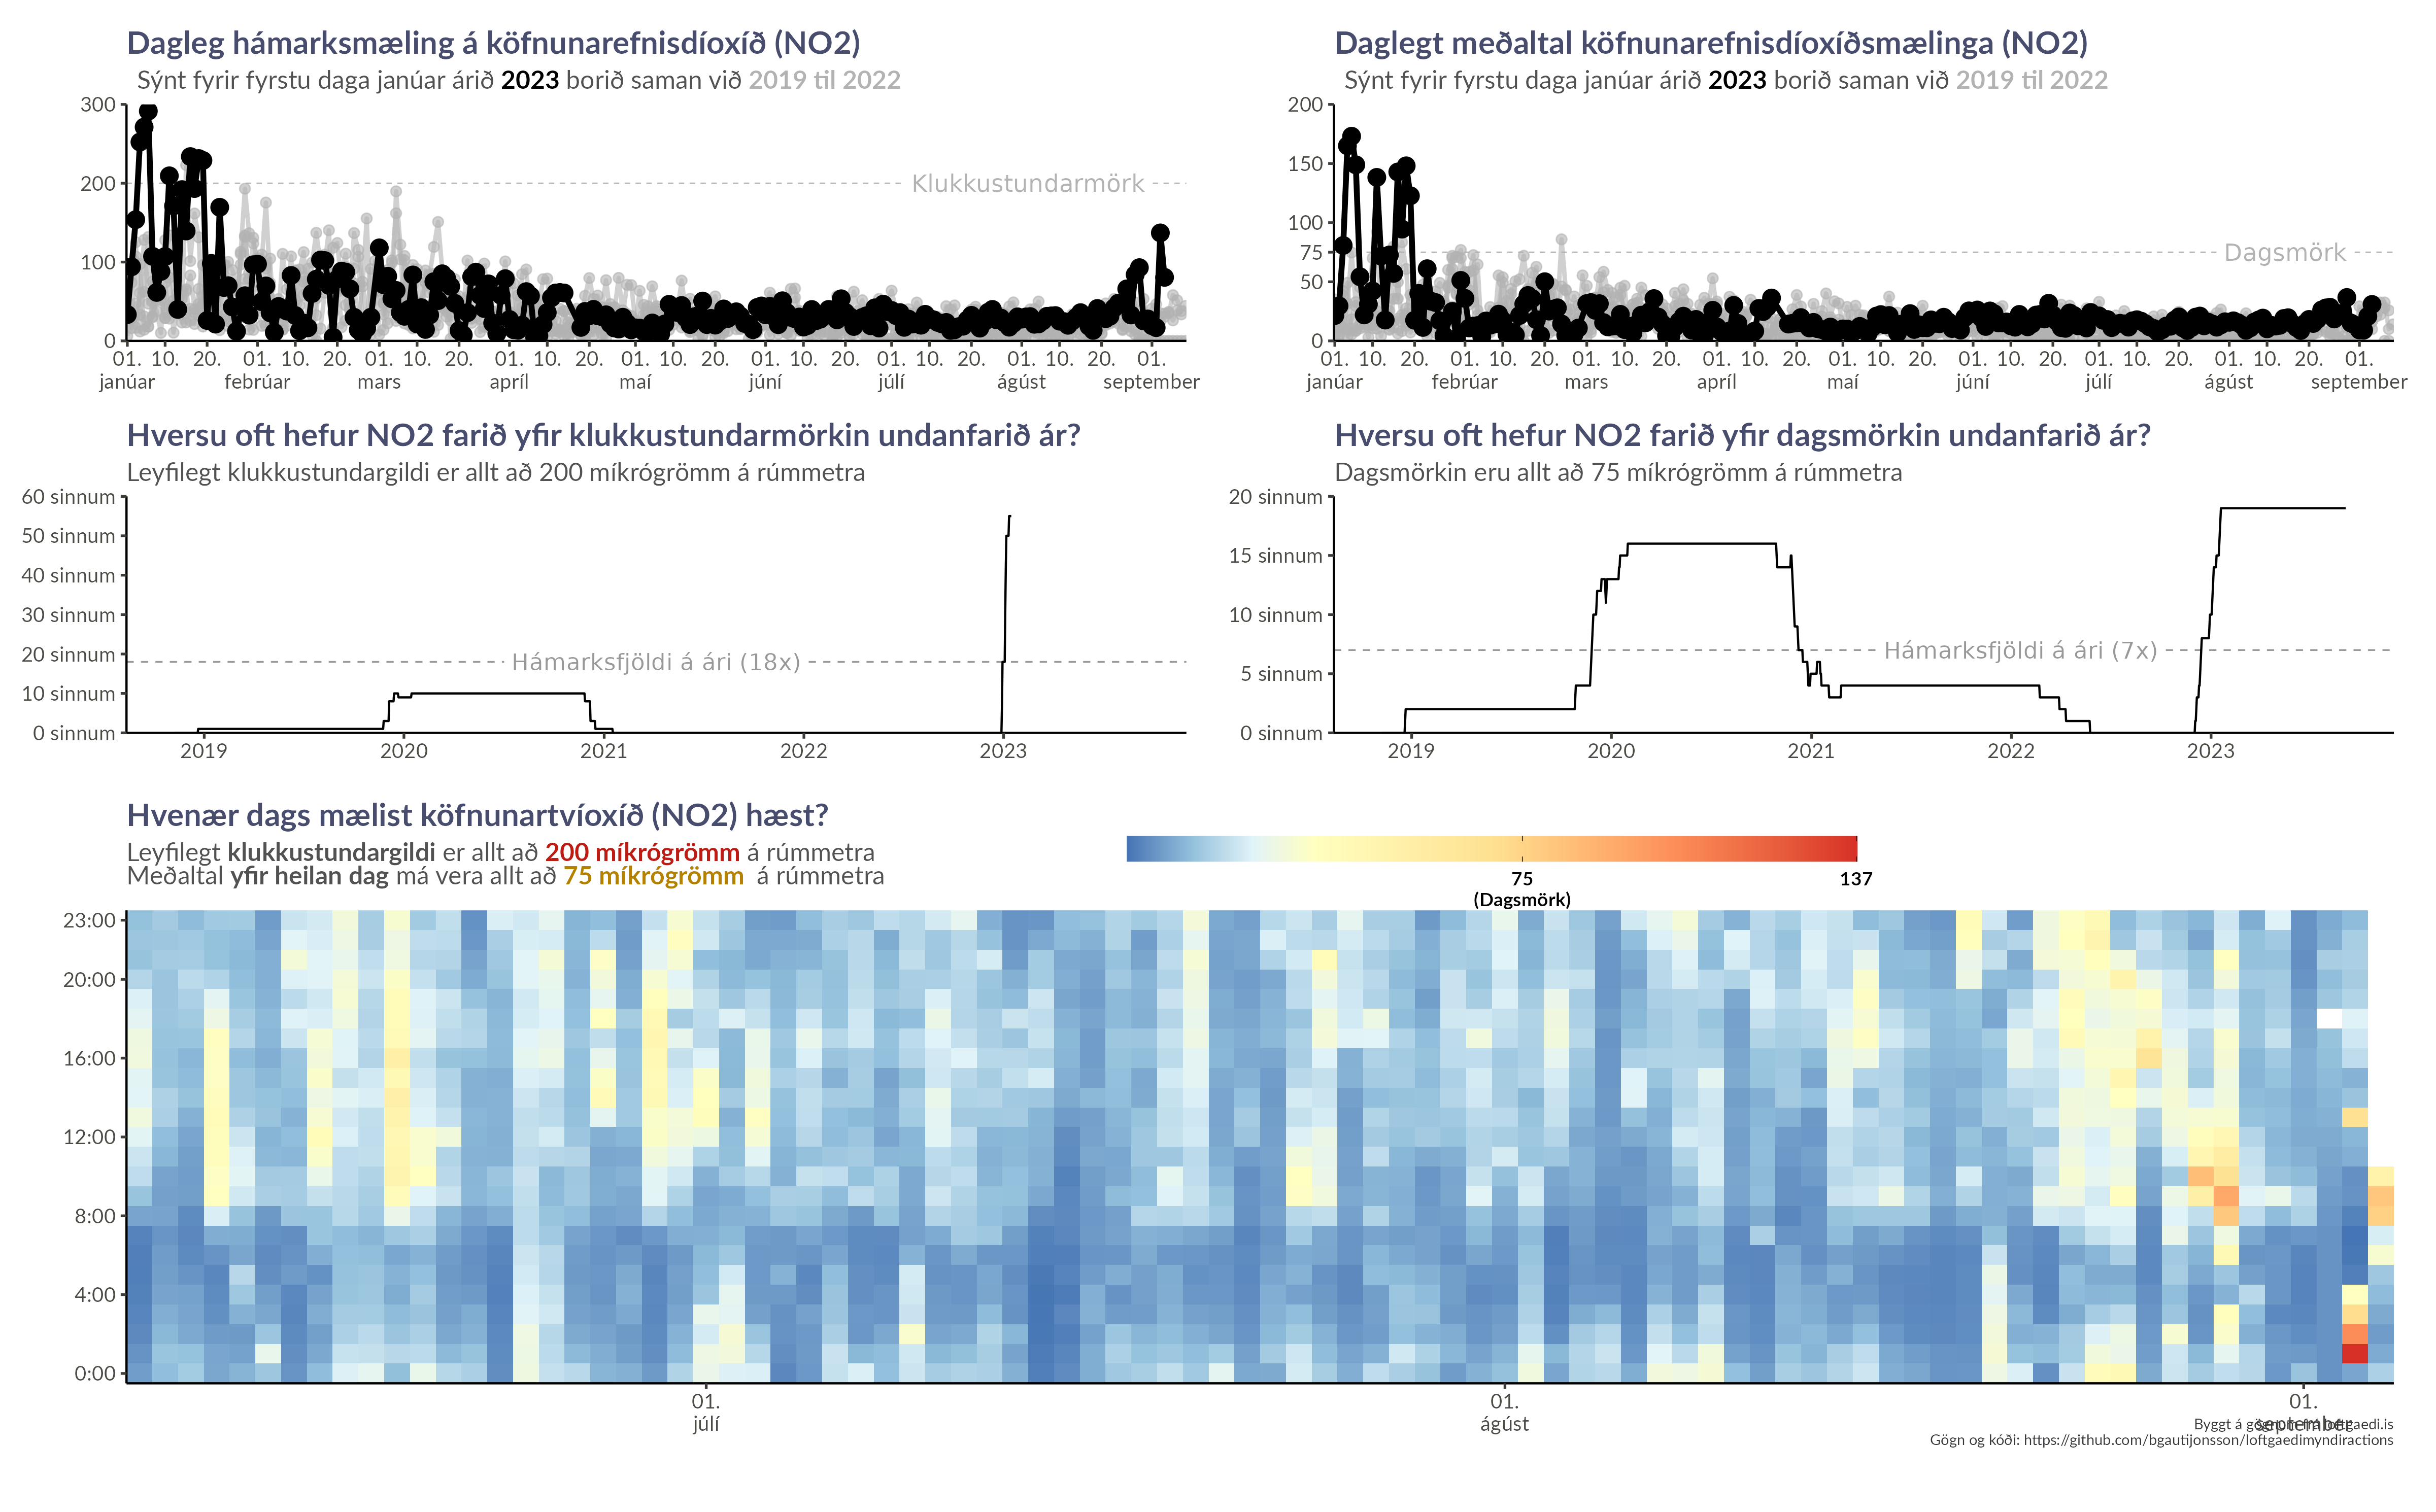 Dagleg hámarksmæling á köfnunarefnisdíoxíð (NO2)
Sýnt fyrir fyrstu daga janúar árið 2023 borið saman við 2019 til 2022
300
200
100
0
Klukkustundarmörk
01. 10. 20. 01. 10. 20. 01. 10. 20. 01. 10. 20. 01. 10. 20. 01. 10. 20. 01. 10. 20. 01. 10. 20. 01.
janúar febrúar mars apríl maí júní júlí ágúst september
Daglegt meðaltal köfnunarefnisdíoxíðsmælinga (NO2)
Sýnt fyrir fyrstu daga janúar árið 2023 borið saman við 2019 til 2022
200
150
100
75
50
0
Dagsmörk
01. 10. 20. 01. 10. 20. 01. 10. 20. 01. 10. 20. 01. 10. 20. 01. 10. 20. 01. 10. 20. 01. 10. 20. 01.
janúar febrúar mars apríl maí júní júlí ágúst september
Hversu oft hefur NO2 farið yfir klukkustundarmörkin undanfarið ár?
Leyfilegt klukkustundargildi er allt að 200 míkrógrömm á rúmmetra
60 sinnum
50 sinnum
40 sinnum
30 sinnum
20 sinnum
10 sinnum
0 sinnum
Hámarksfjöldi á ári (18x)
2019 2020 2021 2022 2023
Hversu oft hefur NO2 farið yfir dagsmörkin undanfarið ár?
Dagsmörkin eru allt að 75 míkrógrömm á rúmmetra
20 sinnum
15 sinnum
10 sinnum
5 sinnum
0 sinnum
Hámarksfjöldi á ári (7x)
2019 2020 2021 2022 2023
Hvenær dags mælist köfnunartvíoxíð (NO2) hæst?
Leyfilegt klukkustundargildi er allt að 200 míkrógrömm á rúmmetra
Meðaltal yfir heilan dag má vera allt að 75 míkrógrömm á rúmmetra
75 137
(Dagsmörk)
23:00
20:00
16:00
12:00
8:00
4:00
0:00
01. 01. 01.
júlí ágúst september
Byggt á gögnum frá loftgaedi.is
Gögn og kóði: https://github.com/bgautijonsson/loftgaedimyndiractions